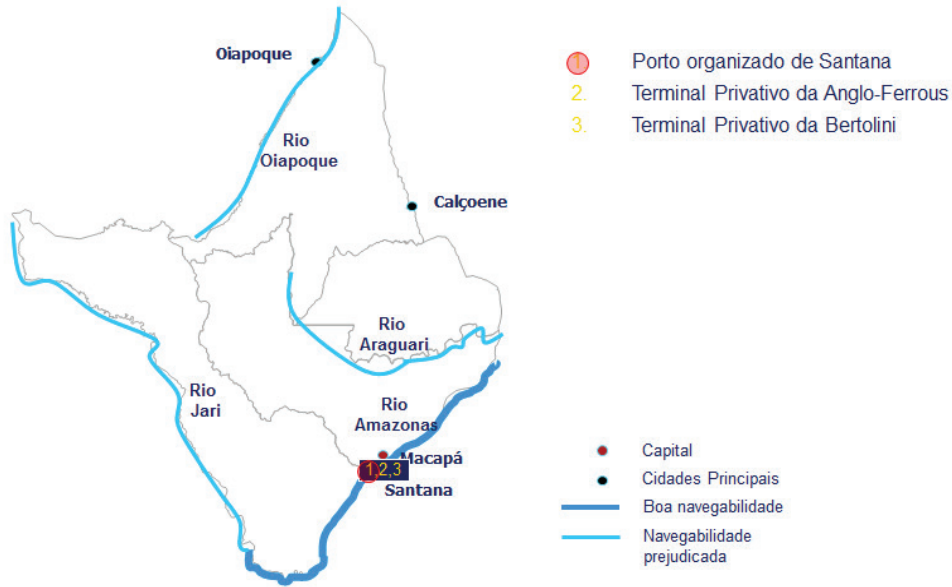 Oiapoque
Rio
Oiapoque
Calçoene
Rio
Araguari
Rio
Jari
Rio
Amazonas
Macapá
1,2,3
Santana
1 Porto organizado de Santana
2. Terminal Privativo da Anglo-Ferrous
3. Terminal Privativo da Bertolini
Capital
Cidades Principais
Boa navegabilidade
Navegabilidade
prejudicada